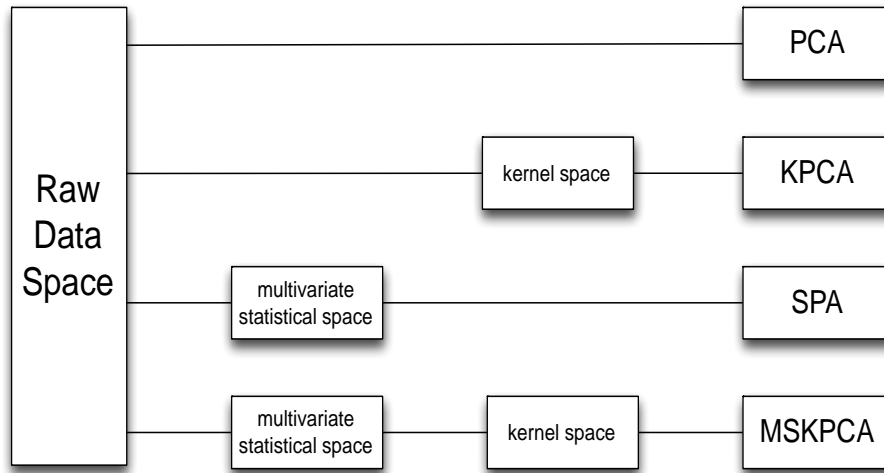 PCA
Raw
Data
Space
kernel space
KPCA
multivariate
statistical space
SPA
multivariate
statistical space
kernel space
MSKPCA